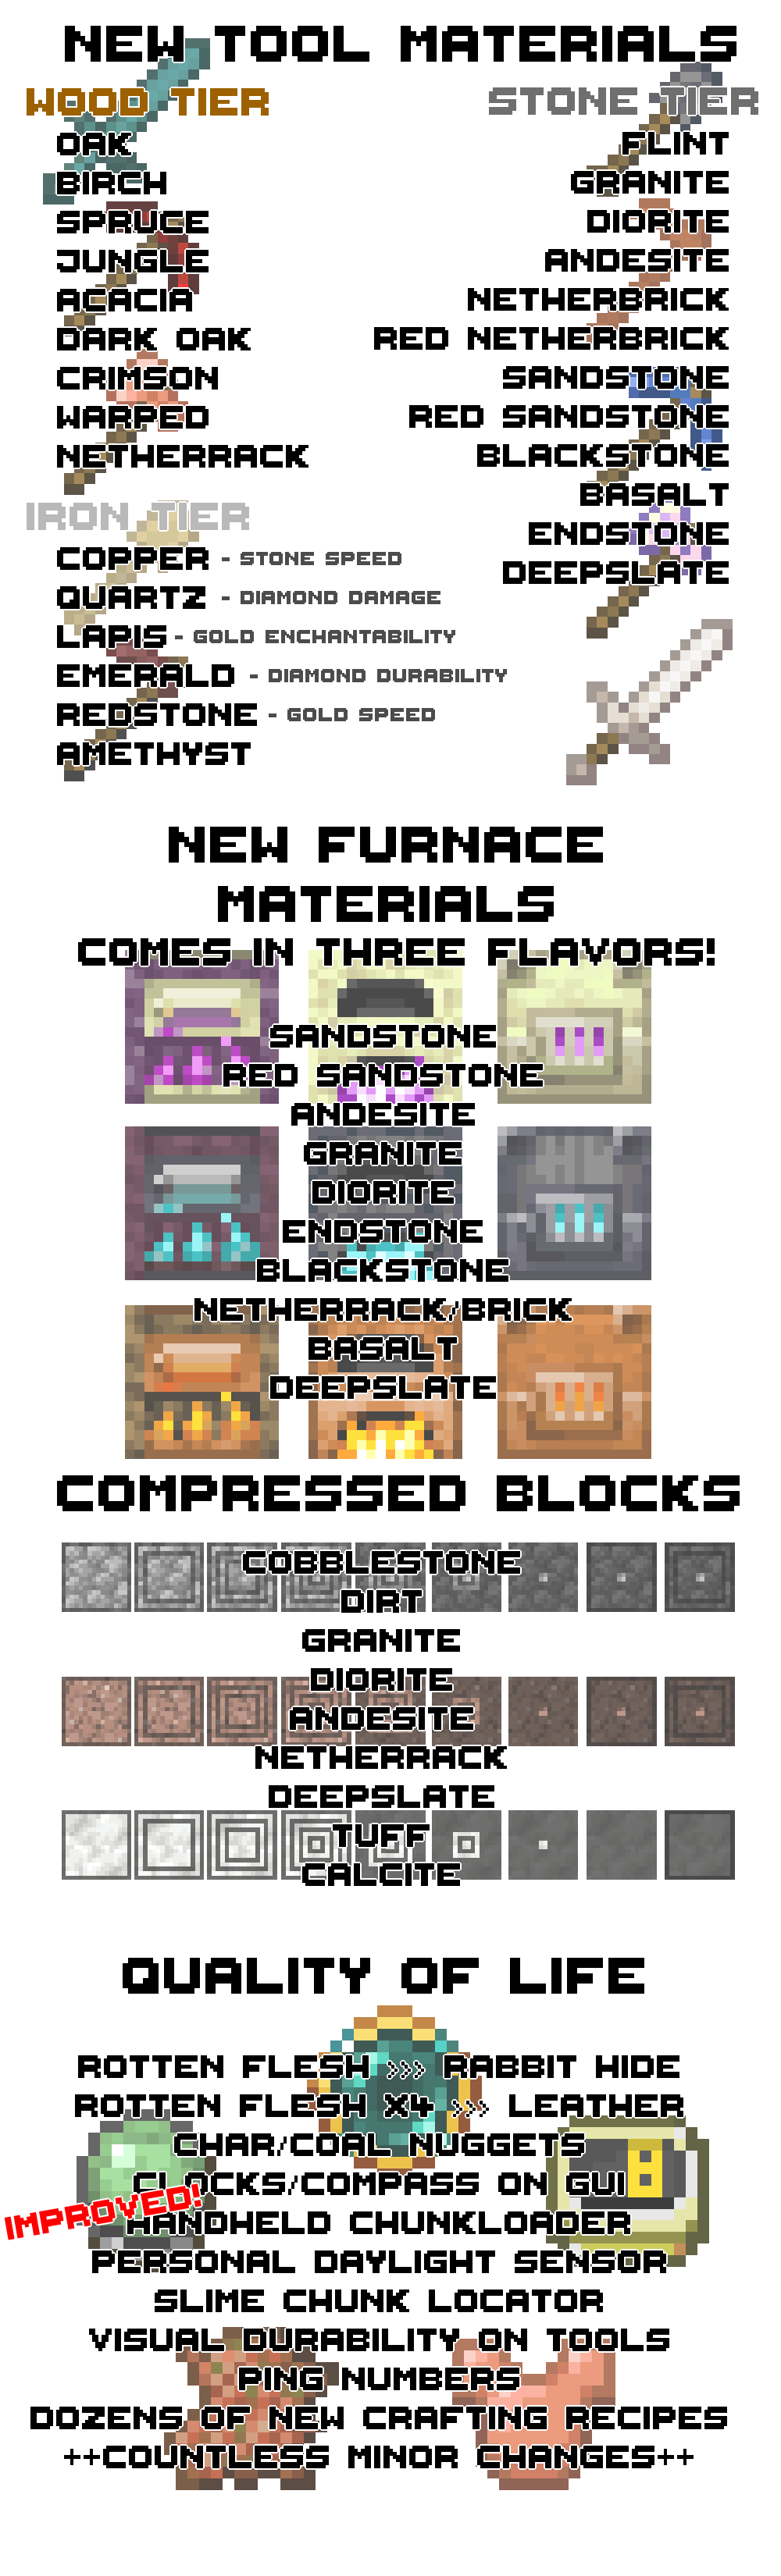 NEW TOOL MATERIALS
WOOD TIER
OAK
BIRCH
SPRUCE
JUNGLE
ACACIA
DARK OAK
CRIMSON
WARPED
NETHERRACK
STONE TIER
FLINT
GRANITE
DIORITE
ANDESITE
NETHERBRICK
RED NETHERBRICK
SANDSTONE
RED SANDSTONE
BLACKSTONE
BASALT
ENDSTONE
DEEPSLATE
IRON TIER
COPPER - STONE SPEED
QUARTZ - DIAMOND DAMAGE
LAPIS - GOLD ENCHANTABILITY
EMERALD - DIAMOND DURABILITY
REDSTONE - GOLD SPEED
AMETHYST
NEW FURNACE
MATERIALS
COMES IN THREE FLAVORS!
SANDSTONE
RED SANDSTONE
ANDESITE
GRANITE
DIORITE
ENDSTONE
BLACKSTONE
NETHERRACK/BRICK
BASALT
DEEPSLATE
COMPRESSED BLOCKS
COBBLESTONE
DIRT
GRANITE
DIORITE
ANDESITE
NETHERRACK
DEEPSLATE
TUFF
CALCITE
QUALITY OF LIFE
ROTTEN FLESH >>> RABBIT HIDE
ROTTEN FLESH X4 >>> LEATHER
CHAR/COAL NUGGETS
CLOCKS/COMPASS ON GUI
IMPROVED!
HANDHELD CHUNKLOADER
PERSONAL DAYLIGHT SENSOR
SLIME CHUNK LOCATOR
VISUAL DURABILITY ON TOOLS
PING NUMBERS
DOZENS OF NEW CRAFTING RECIPES
++COUNTLESS MINOR CHANGES++